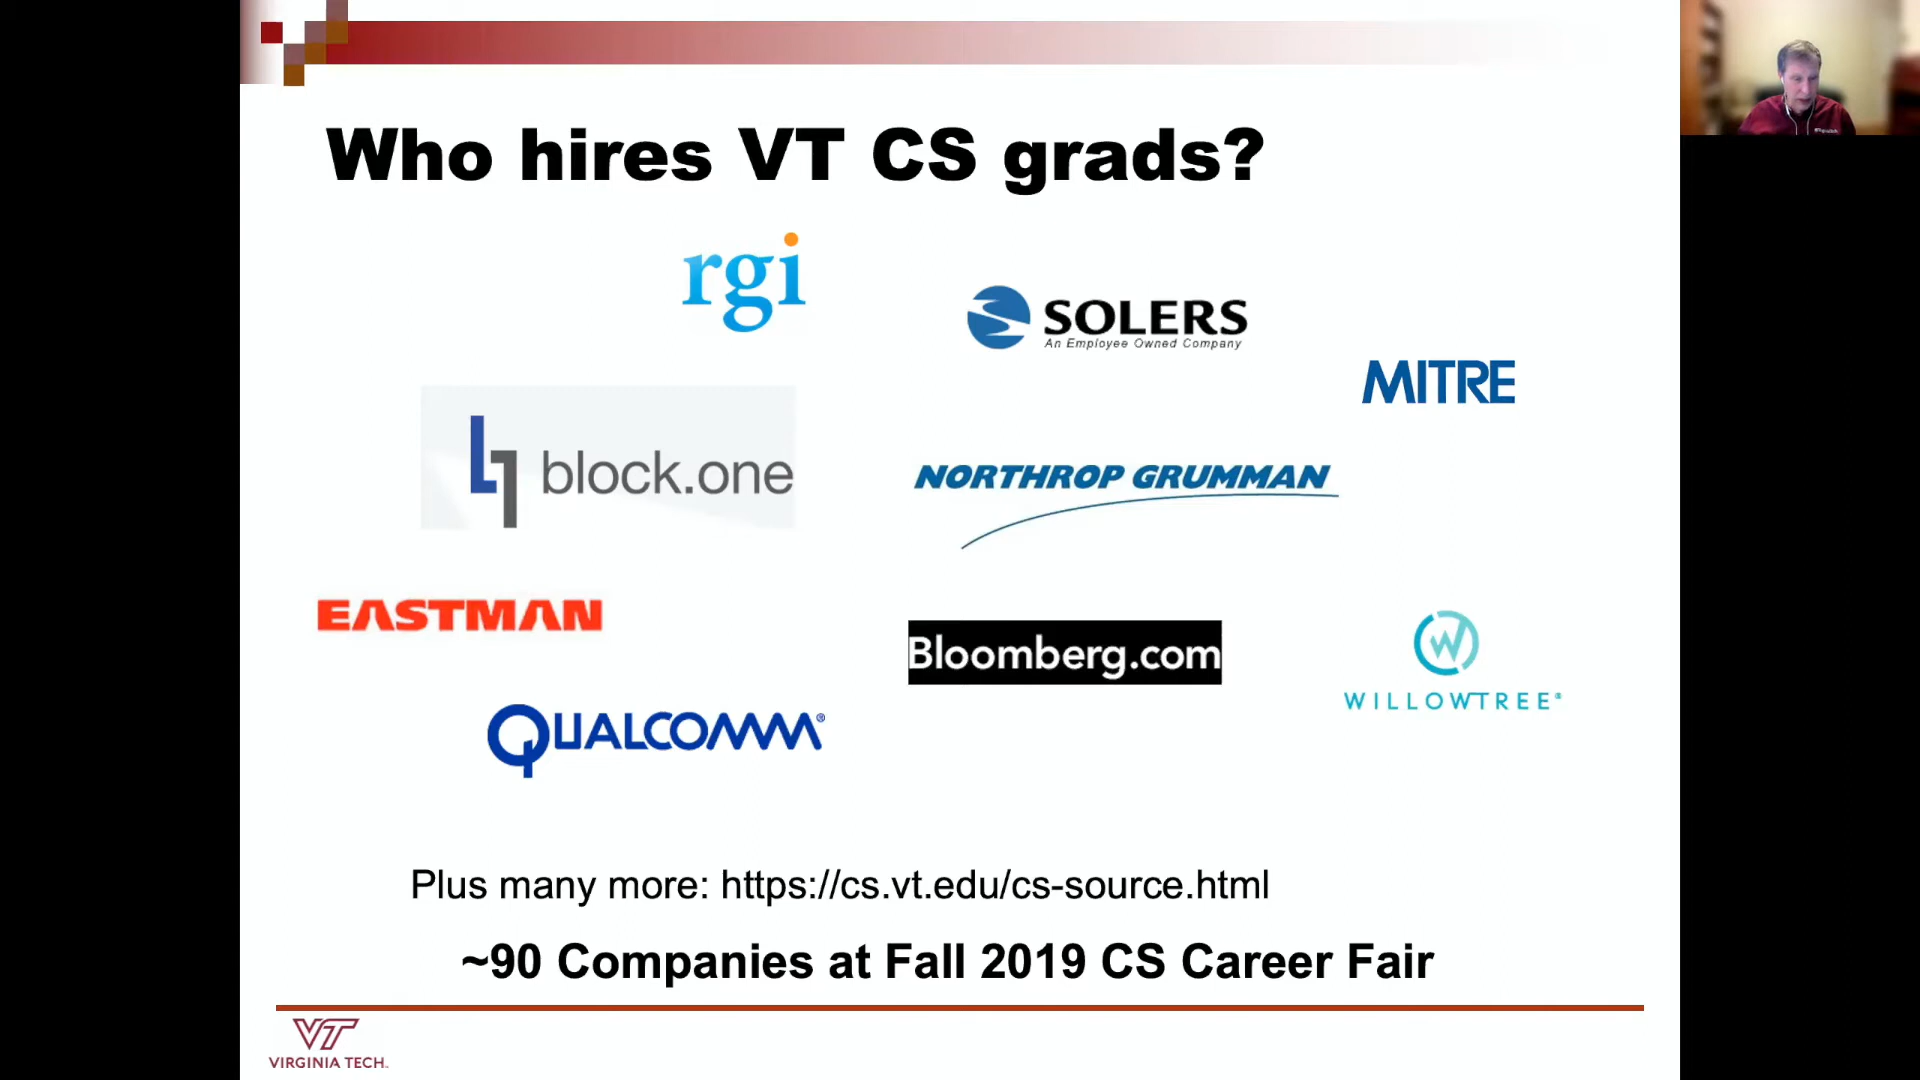 Who hires VT CS grads?
rgi
SOLERS
An Employee Owned Company
MITRE
block.one
NORTHROP GRUMMAN
EASTMAN
Bloomberg.com
WILLOWTREE®
QUALCOMM®
Plus many more: https://cs.vt.edu/cs-source.html
~90 Companies at Fall 2019 CS Career Fair
VT
VIRGINIA TECH.